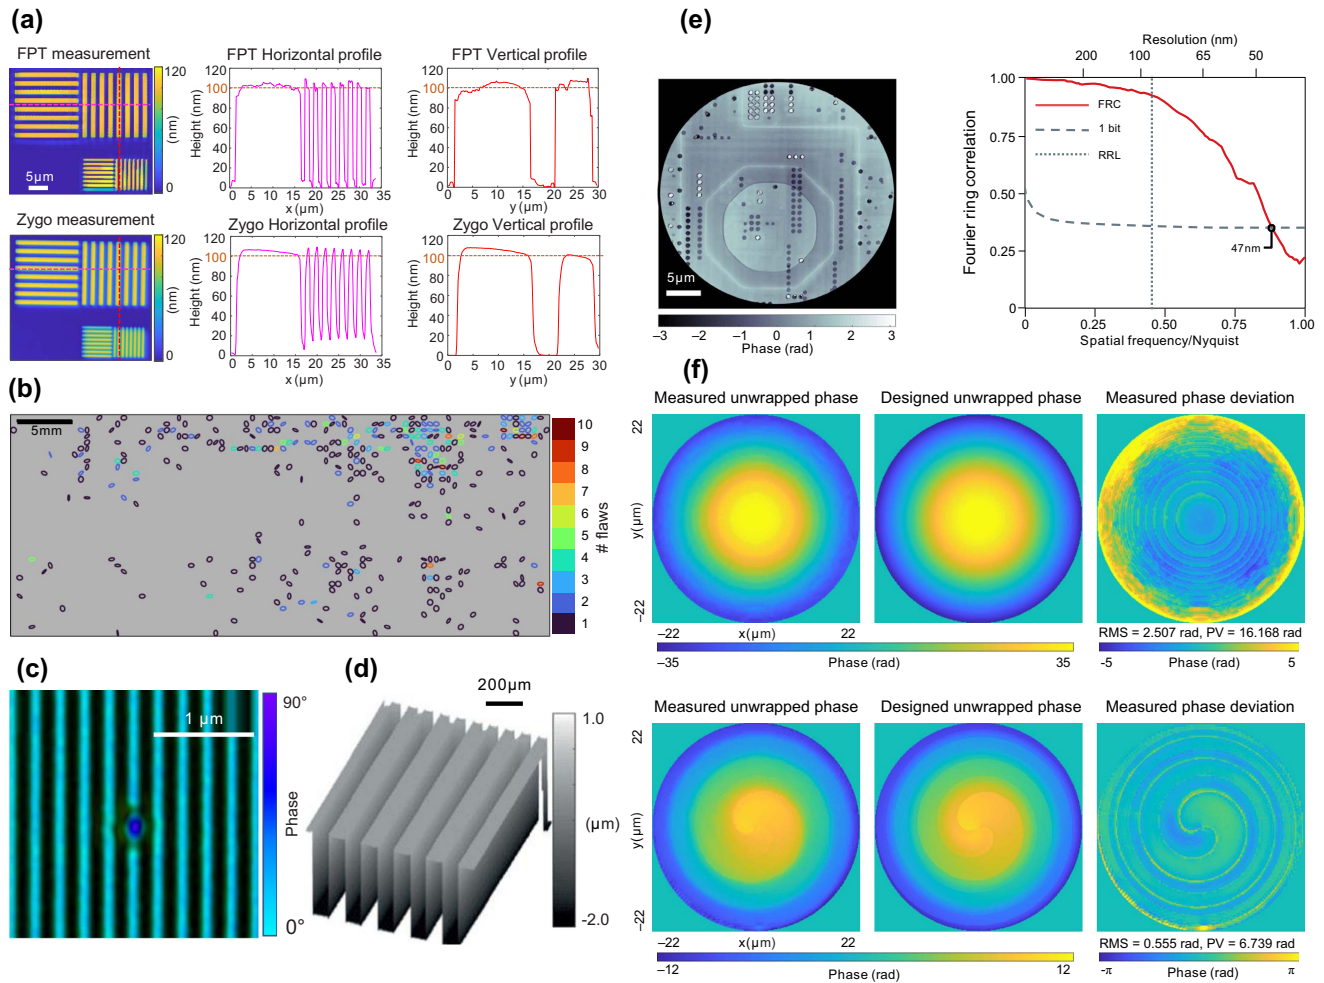 (a)
FPT measurement
120
(nm)
0
5μm
FPT Horizontal profile
Height (nm)
120
100
80
60
40
20
0
0 5 10 15 20 25 30 35
x (μm)
FPT Vertical profile
Height (nm)
120
100
80
60
40
20
0
0 5 10 15 20 25 30
y (μm)
Zygo measurement
120
(nm)
0
Zygo Horizontal profile
Height (nm)
120
100
80
60
40
20
0
0 5 10 15 20 25 30 35
x (μm)
Zygo Vertical profile
Height (nm)
120
100
80
60
40
20
0
0 5 10 15 20 25 30
y (μm)
(b)
5mm
10
9
8
7
6
5
4
3
2
1
# flaws
(c)
1 μm
90°
Phase
0°
(d)
200μm
1.0
(μm)
-2.0
(e)
5μm
−3 −2 −1 0 1 2 3
Phase (rad)
Resolution (nm)
200 100 65 50
Fourier ring correlation
1.00
0.75
0.50
0.25
0
FRC
1 bit
RRL
47nm
0 0.25 0.50 0.75 1.00
Spatial frequency/Nyquist
(f)
Measured unwrapped phase
Designed unwrapped phase
Measured phase deviation
22
y(μm)
−22
−22 x(μm) 22
−35 Phase (rad) 35
RMS = 2.507 rad, PV = 16.168 rad
-5 Phase (rad) 5
Measured unwrapped phase
Designed unwrapped phase
Measured phase deviation
22
y(μm)
−22
−22 x(μm) 22
−12 Phase (rad) 12
RMS = 0.555 rad, PV = 6.739 rad
-π Phase (rad) π